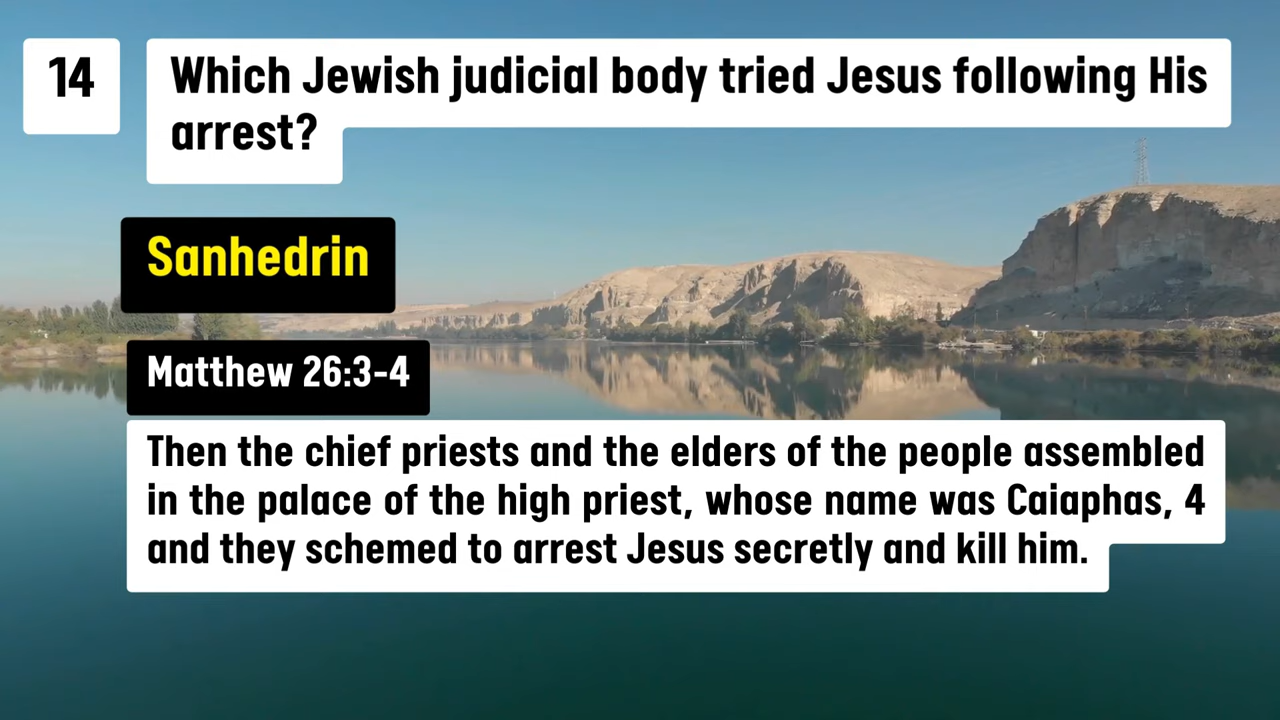 14
Which Jewish judicial body tried Jesus following His
arrest?
Sanhedrin
Matthew 26:3-4
Then the chief priests and the elders of the people assembled
in the palace of the high priest, whose name was Caiaphas, 4
and they schemed to arrest Jesus secretly and kill him.